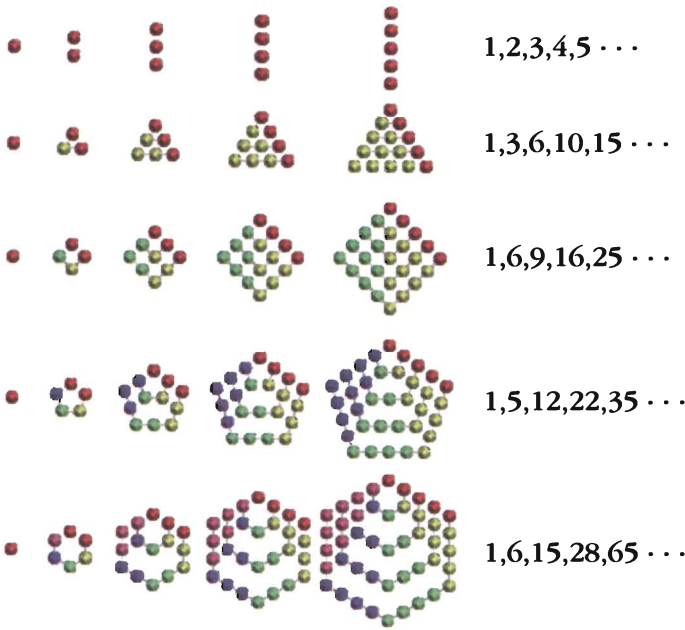 1,2,3,4,5 · · ·
1,3,6,10,15 · · ·
1,6,9,16,25 · · ·
1,5,12,22,35 · · ·
1,6,15,28,65 · · ·